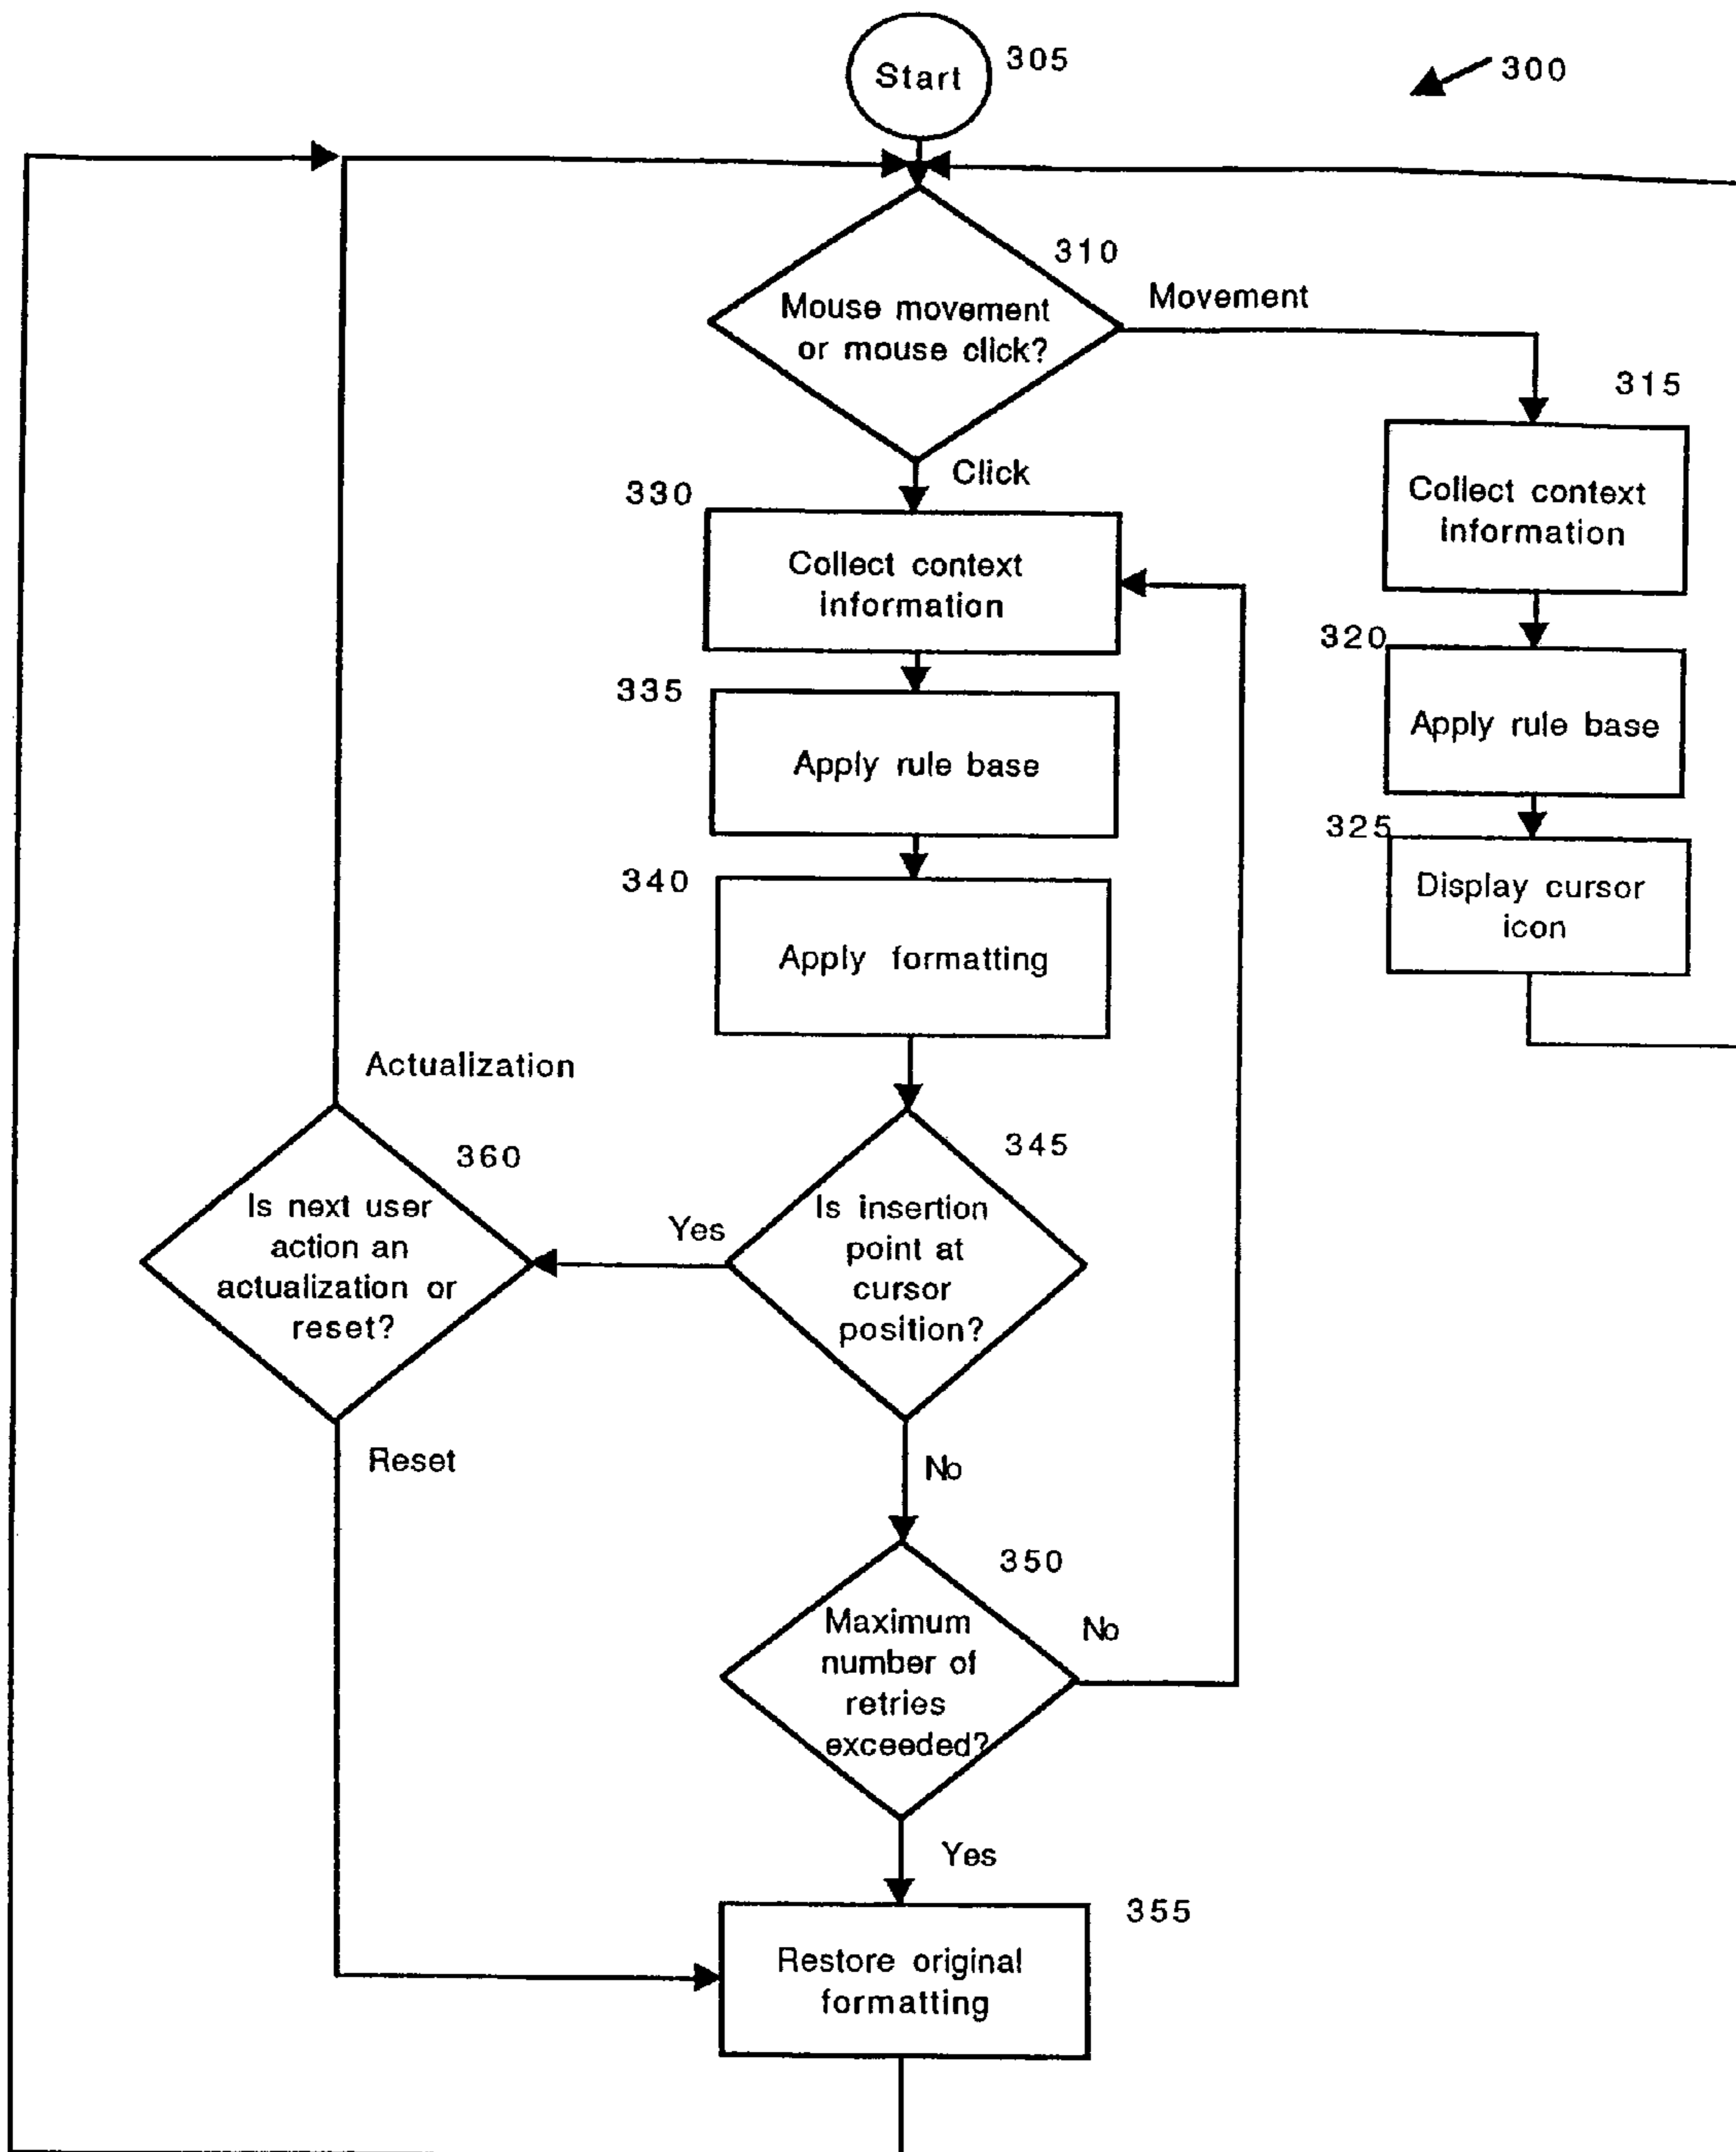 Start
305
300
310
Mouse movement
or mouse click?
Movement
315
Collect context
information
Click
330
Collect context
information
320
Apply rule base
335
Apply rule base
325
Display cursor
icon
340
Apply formatting
Actualization
360
Is next user
action an
actualization or
reset?
Yes
345
Is insertion
point at
cursor
position?
Reset
No
350
Maximum
number of
retries
exceeded?
No
Yes
355
Restore original
formatting